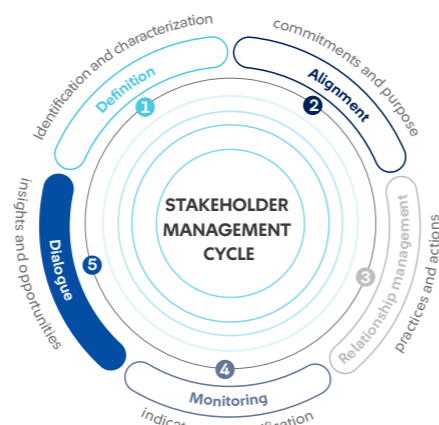 STAKEHOLDER
MANAGEMENT
CYCLE
1
Definition
Identification and characterization
2
Alignment
commitments and purpose
3
Relationship management
practices and actions
4
Monitoring
5
Dialogue
insights and opportunities